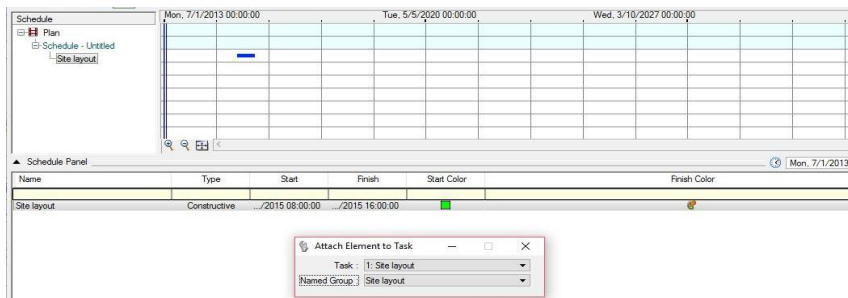 Schedule
Mon, 7/1/2013 00:00:00 Tue, 5/5/2020 00:00:00 Wed, 3/10/2027 00:00:00
Plan
Schedule - Untitled
Site layout
Schedule Panel Mon, 7/1/2013
Name Type Start Finish Start Color Finish Color
Site layout Constructive .../2015 08:00:00 .../2015 16:00:00
Attach Element to Task
Task : 1: Site layout
Named Group : Site layout